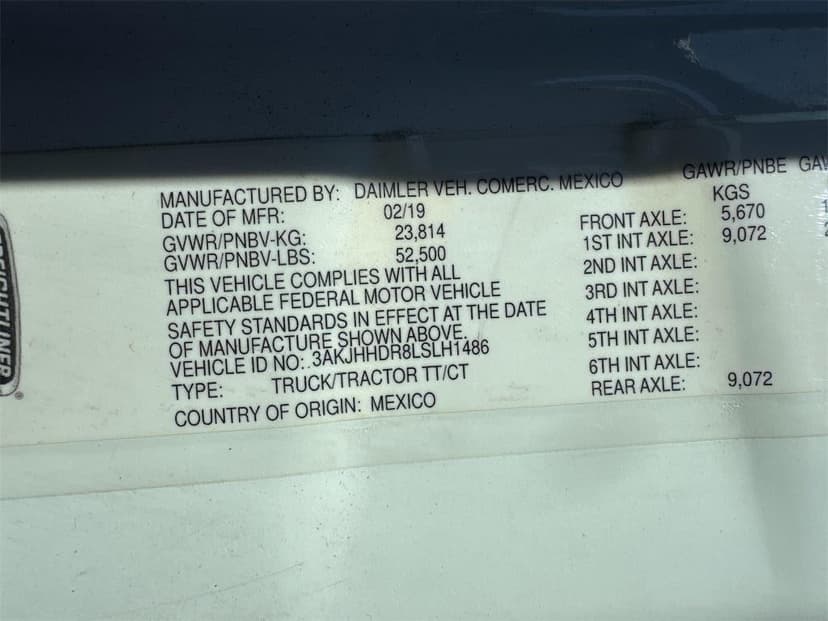 MANUFACTURED BY: DAIMLER VEH. COMERC. MEXICO
DATE OF MFR: 02/19
GVWR/PNBV-KG: 23,814
GVWR/PNBV-LBS: 52,500
THIS VEHICLE COMPLIES WITH ALL
APPLICABLE FEDERAL MOTOR VEHICLE
SAFETY STANDARDS IN EFFECT AT THE DATE
OF MANUFACTURE SHOWN ABOVE.
VEHICLE ID NO.: 3AKJHHDR8LSLH1486
TYPE: TRUCK/TRACTOR TT/CT
COUNTRY OF ORIGIN: MEXICO
GAWR/PNBE
KGS
FRONT AXLE: 5,670
1ST INT AXLE: 9,072
2ND INT AXLE:
3RD INT AXLE:
4TH INT AXLE:
5TH INT AXLE:
6TH INT AXLE:
REAR AXLE: 9,072